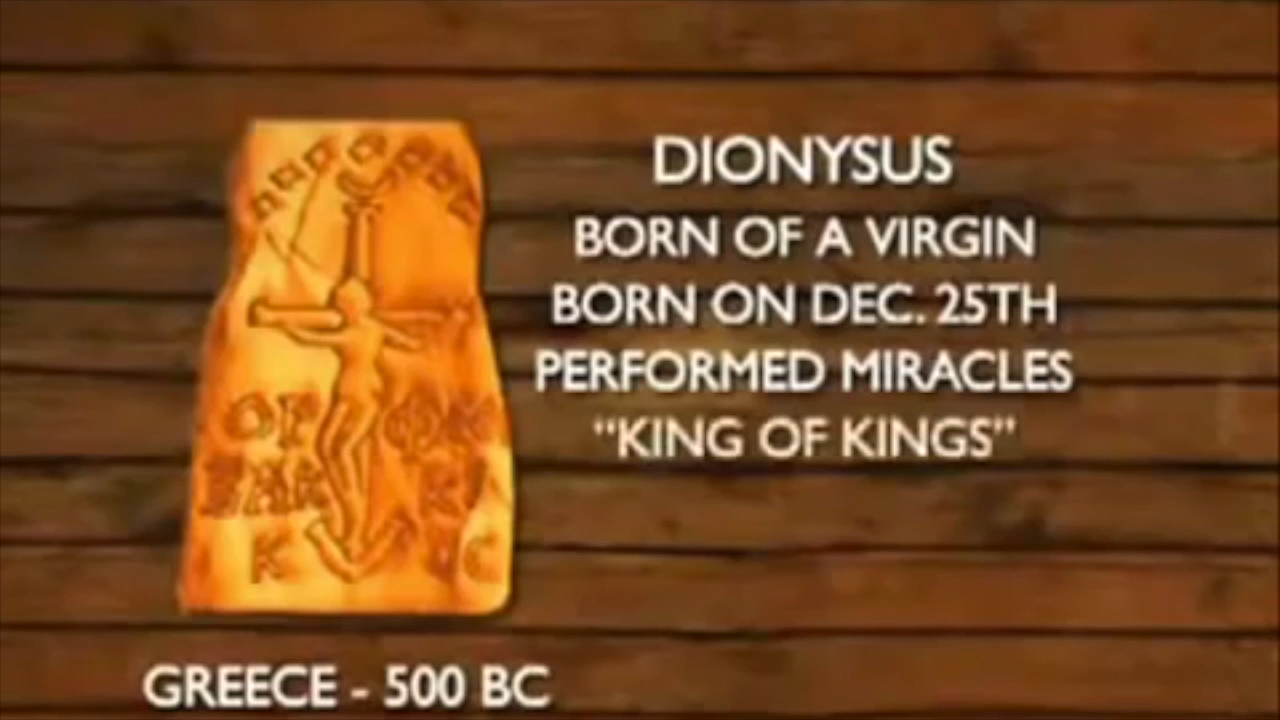 DIONYSUS
BORN OF A VIRGIN
BORN ON DEC. 25TH
PERFORMED MIRACLES
“KING OF KINGS”
GREECE - 500 BC